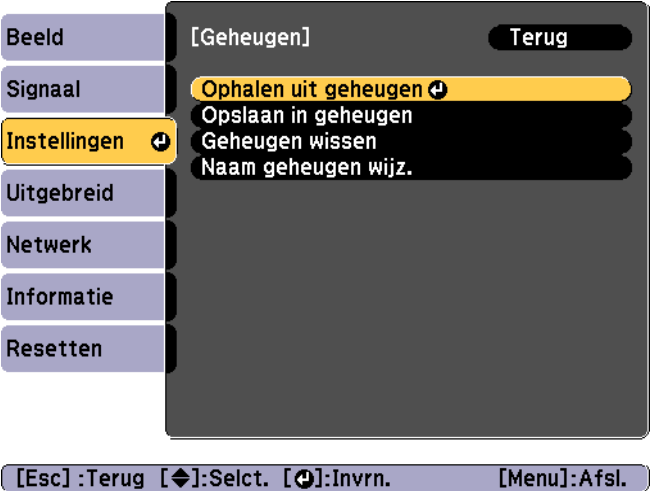 Beeld
Signaal
Instellingen
Uitgebreid
Netwerk
Informatie
Resetten
[Geheugen] Terug
Ophalen uit geheugen
Opslaan in geheugen
Geheugen wissen
Naam geheugen wijz.
[Esc] :Terug [◆]:Selct. [⏎]:Invrn. [Menu]:Afsl.